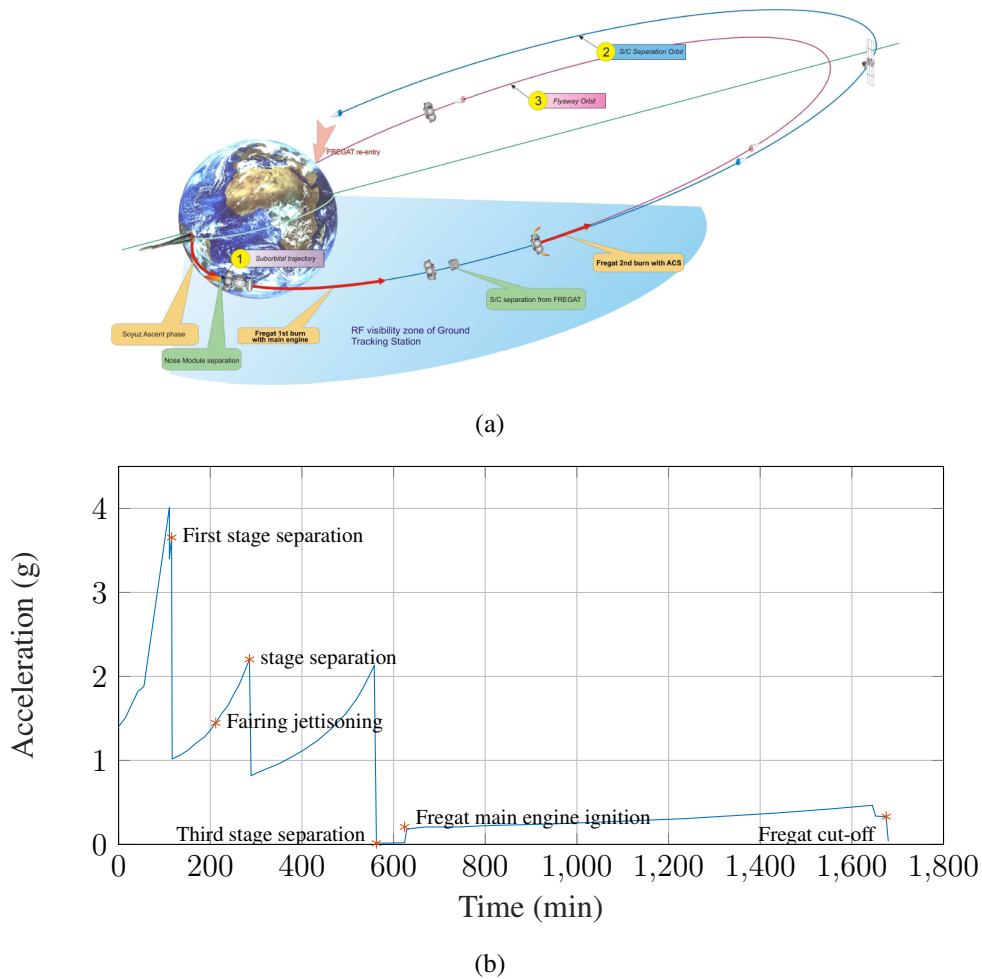 2
S/C Separation Orbit
3
Flyaway Orbit
FREGAT re-entry
1
Suborbital trajectory
Fregat 2nd burn with ACS
S/C separation from FREGAT
Soyuz Ascent phase
Fregat 1st burn
with main engine
RF visibility zone of Ground
Tracking Station
Nose Module separation
(a)
4
First stage separation
3
stage separation
2
Fairing jettisoning
1
Fregat main engine ignition
Third stage separation
Fregat cut-off
0
Acceleration (g)
0 200 400 600 800 1,000 1,200 1,400 1,600 1,800
Time (min)
(b)